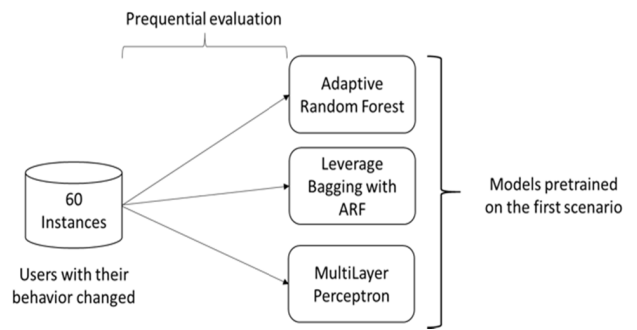 Prequential evaluation
Adaptive
Random Forest
Leverage
Bagging with
ARF
MultiLayer
Perceptron
60
Instances
Users with their
behavior changed
Models pretrained
on the first scenario